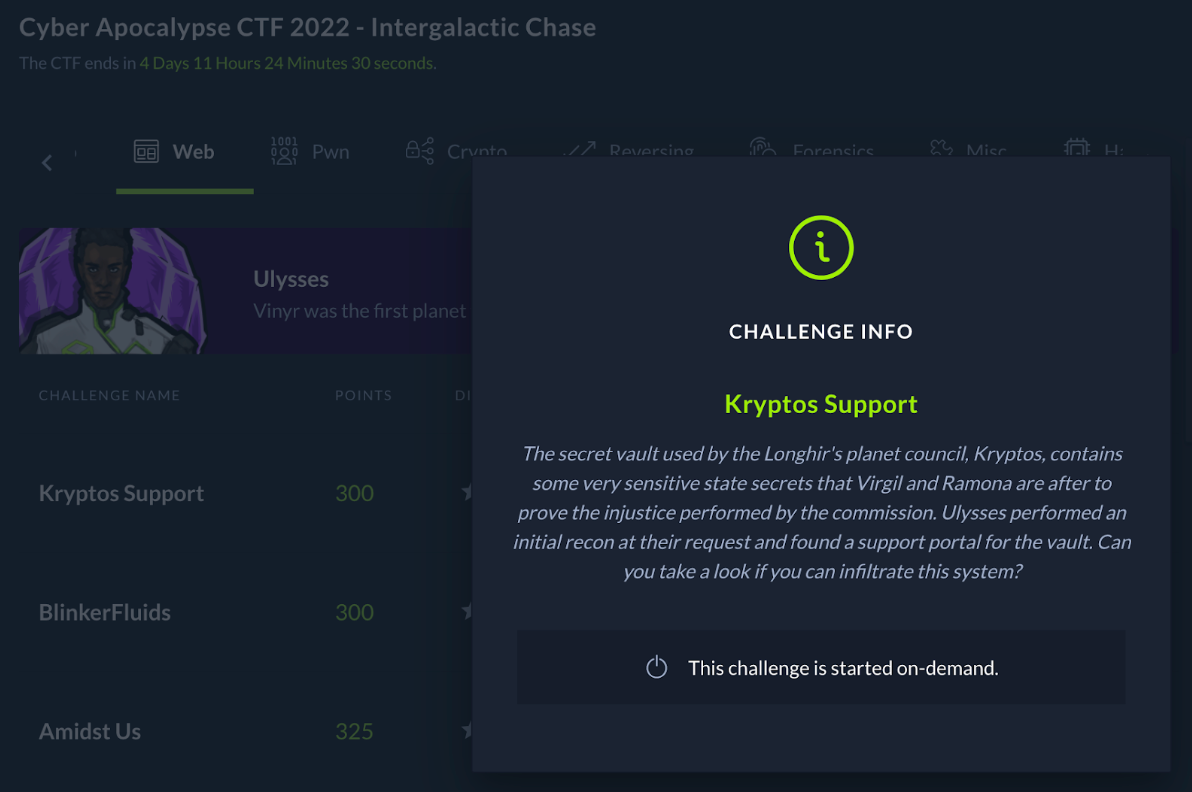 Cyber Apocalypse CTF 2022 - Intergalactic Chase
The CTF ends in 4 Days 11 Hours 24 Minutes 30 seconds.
Web
1001
Pwn
Crypto
Reversing
Forensics
Misc
Ulysses
Vinyr was the first planet
CHALLENGE NAME
POINTS
Kryptos Support
300
BlinkerFluids
300
Amidst Us
325
CHALLENGE INFO
Kryptos Support
The secret vault used by the Longhir's planet council, Kryptos, contains
some very sensitive state secrets that Virgil and Ramona are after to
prove the injustice performed by the commission. Ulysses performed an
initial recon at their request and found a support portal for the vault. Can
you take a look if you can infiltrate this system?
This challenge is started on-demand.